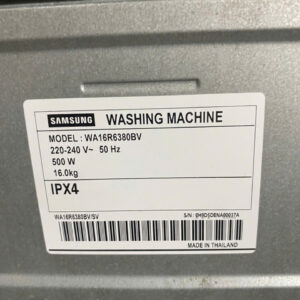 SAMSUNG WASHING MACHINE
MODEL : WA16R6380BV
220-240 V~ 50 Hz
500 W
16.0kg
IPX4
WA16R6380BV/SV
S/N :
MADE IN THAILAND